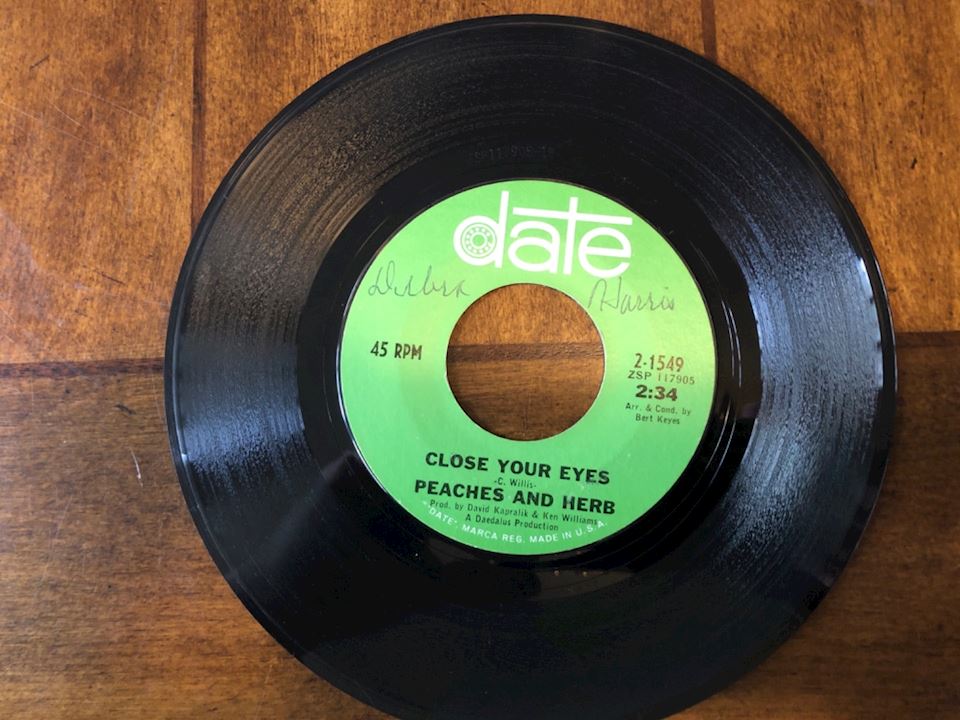 date
Debra Harris
45 RPM
2-1549
ZSP 117905
2:34
Arr. & Cond. by
Bert Keyes
CLOSE YOUR EYES
-C. Willis-
PEACHES AND HERB
Prod. by David Kapralik & Ken Williams
A Daedalus Production
"DATE," MARCA REG. MADE IN U.S.A.